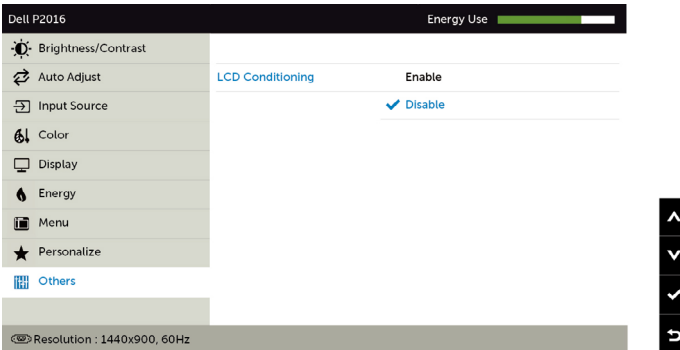 Dell P2016 Energy Use
Brightness/Contrast
Auto Adjust LCD Conditioning Enable
Input Source Disable
Color
Display
Energy
Menu
Personalize
Others
Resolution : 1440x900, 60Hz